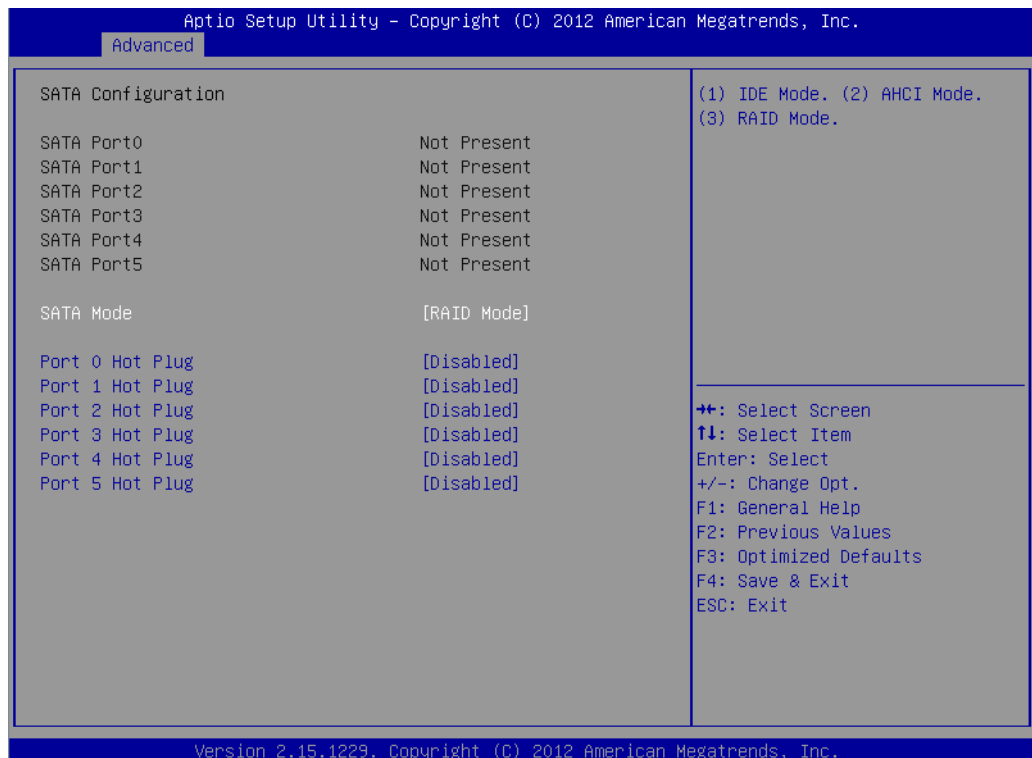 Aptio Setup Utility – Copyright (C) 2012 American Megatrends, Inc.
Advanced
SATA Configuration
SATA Port0 Not Present
SATA Port1 Not Present
SATA Port2 Not Present
SATA Port3 Not Present
SATA Port4 Not Present
SATA Port5 Not Present
SATA Mode [RAID Mode]
Port 0 Hot Plug [Disabled]
Port 1 Hot Plug [Disabled]
Port 2 Hot Plug [Disabled]
Port 3 Hot Plug [Disabled]
Port 4 Hot Plug [Disabled]
Port 5 Hot Plug [Disabled]
(1) IDE Mode. (2) AHCI Mode.
(3) RAID Mode.
→←: Select Screen
↑↓: Select Item
Enter: Select
+/-: Change Opt.
F1: General Help
F2: Previous Values
F3: Optimized Defaults
F4: Save & Exit
ESC: Exit
Version 2.15.1229. Copyright (C) 2012 American Megatrends, Inc.